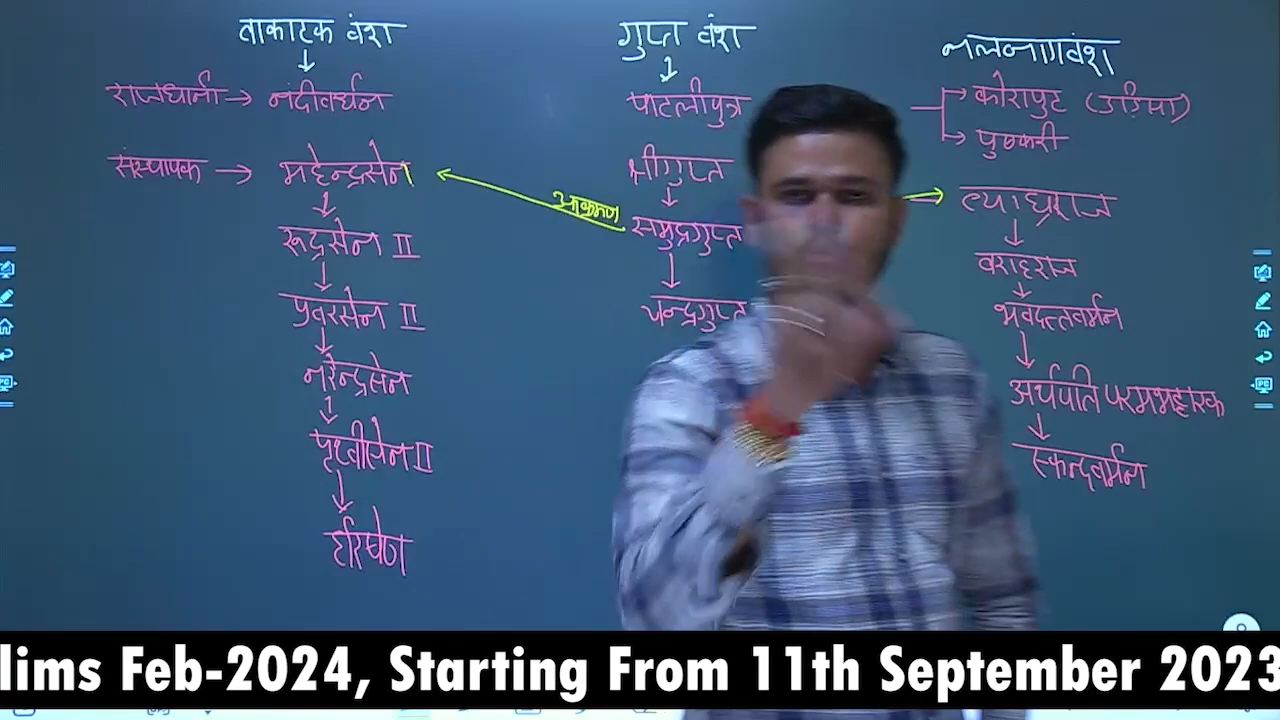 वाकाटक वंश
गुप्त वंश
नलनागवंश
राजधानी → नंदीवर्धन
पाटलीपुत्र
→ कोरापुट (उड़िसा)
→ पुष्करी
संस्थापक → महेन्द्रसेन
श्रीगुप्त
आक्रमण
समुद्रगुप्त
व्याघ्रराज
रूद्रसेन II
वराहराज
प्रवरसेन II
चन्द्रगुप्त
भवदत्तवर्मन
नरेन्द्रसेन
अर्थपति परमभट्टारक
पृथ्वीसेन II
स्कन्दवर्मन
हरिषेण
lims Feb-2024, Starting From 11th September 2023